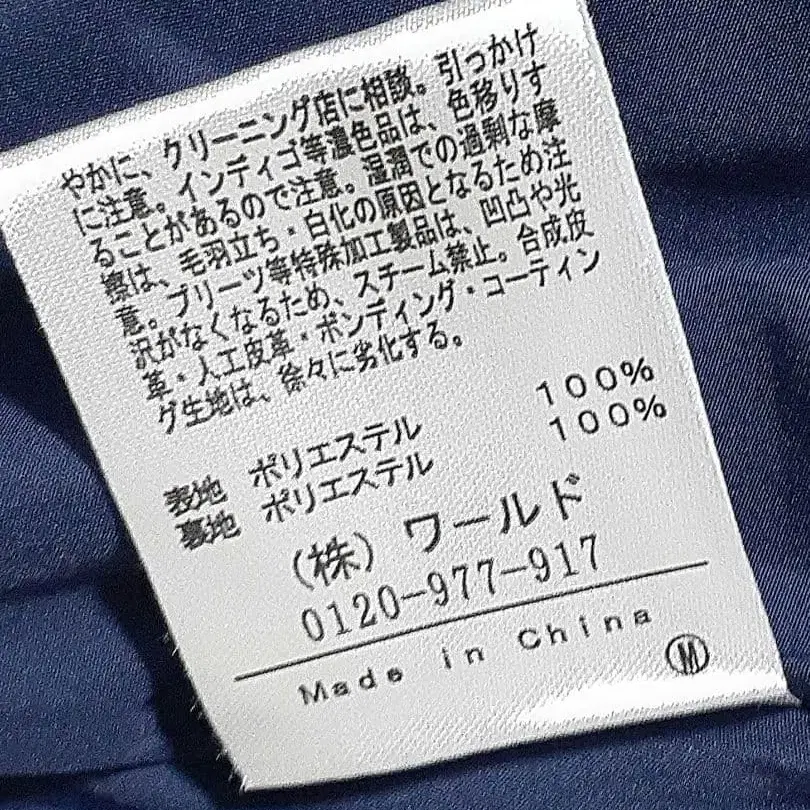 やかに、クリーニング店に相談。引っかけ
に注意。インディゴ等濃色品は、色移りす
ることがあるので注意。湿潤での過剰な摩
擦は、毛羽立ち・白化の原因となるため注
意。プリーツ等特殊加工製品は、凹凸や光
沢がなくなるため、スチーム禁止。合成皮
革・人工皮革・ボンディング・コーティン
グ生地は、徐々に劣化する。
表地 ポリエステル 100%
裏地 ポリエステル 100%
(株) ワールド
0120-977-917
Made in China
M